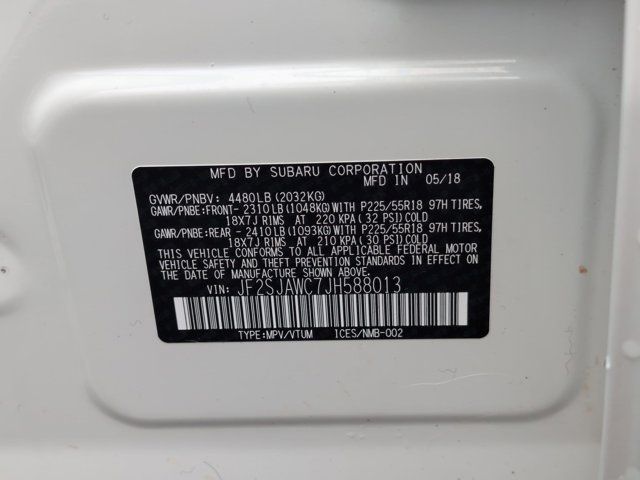 MFD BY SUBARU CORPORATION
MFD IN 05/18
GVWR/PNBV: 4480LB(2032KG)
GAWR/PNBE:FRONT- 2310LB(1048KG)WITH P225/55R18 97H TIRES,
18X7J RIMS AT 220 KPA(32 PSI)COLD
GAWR/PNBE:REAR - 2410LB(1093KG)WITH P225/55R18 97H TIRES,
18X7J RIMS AT 210 KPA(30 PSI)COLD
THIS VEHICLE CONFORMS TO ALL APPLICABLE FEDERAL MOTOR
VEHICLE SAFETY AND THEFT PREVENTION STANDARDS IN EFFECT
ON THE DATE OF MANUFACTURE SHOWN ABOVE.
VIN: JF2SJAWC7JH588013
TYPE:MPV/VTUM ICES/NMB-002